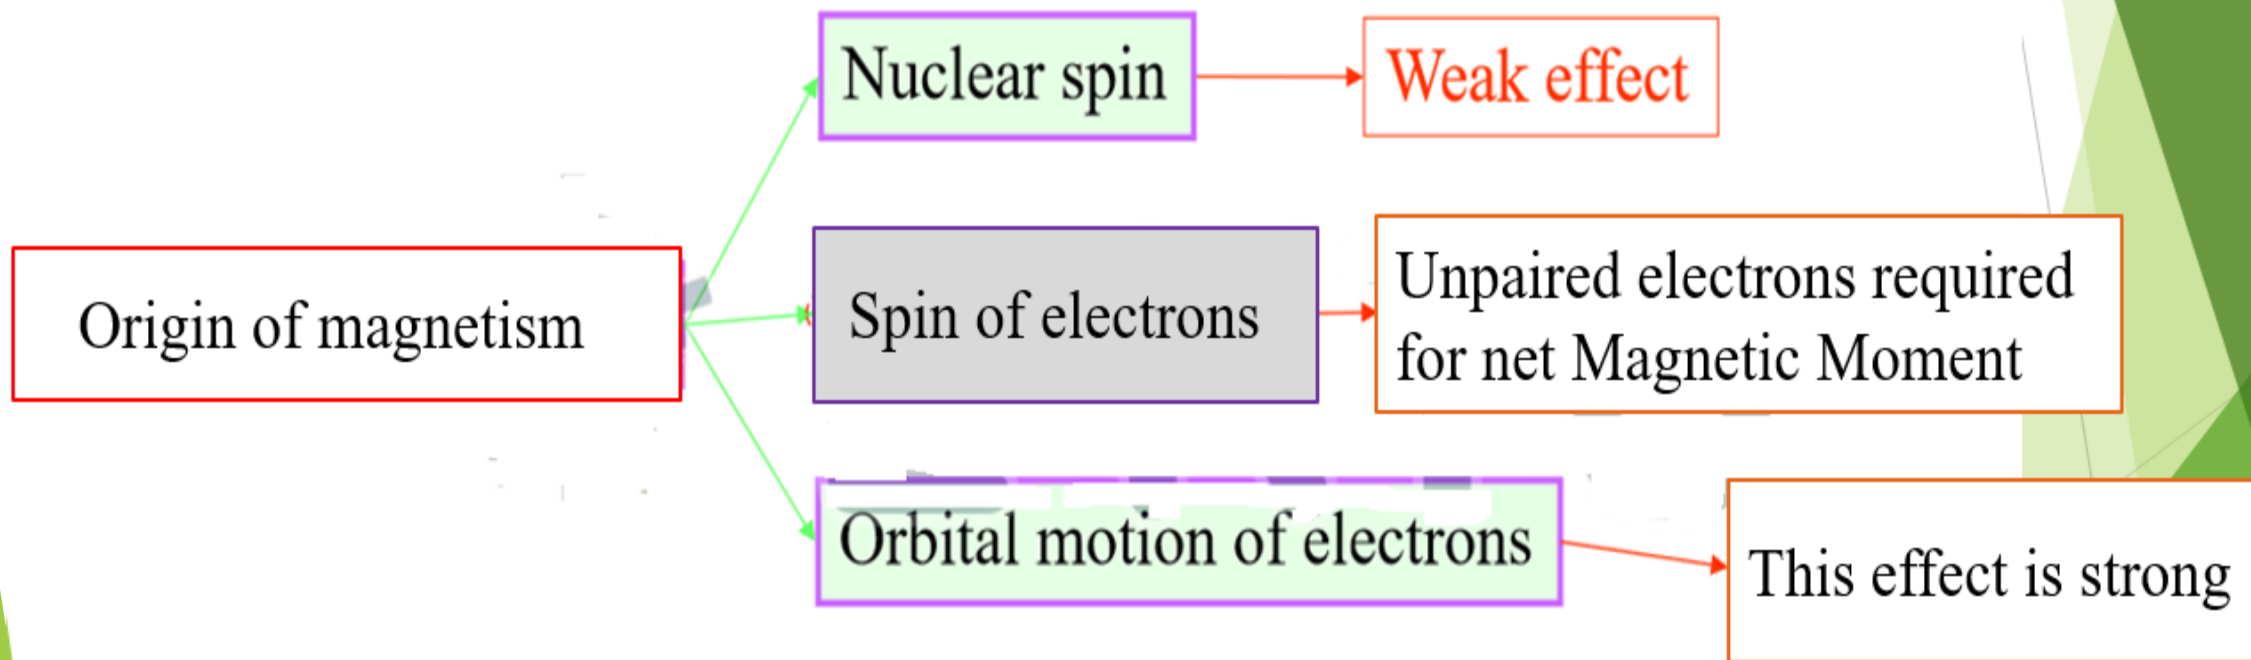 Nuclear spin
Weak effect
Origin of magnetism
Spin of electrons
Unpaired electrons required
for net Magnetic Moment
Orbital motion of electrons
This effect is strong